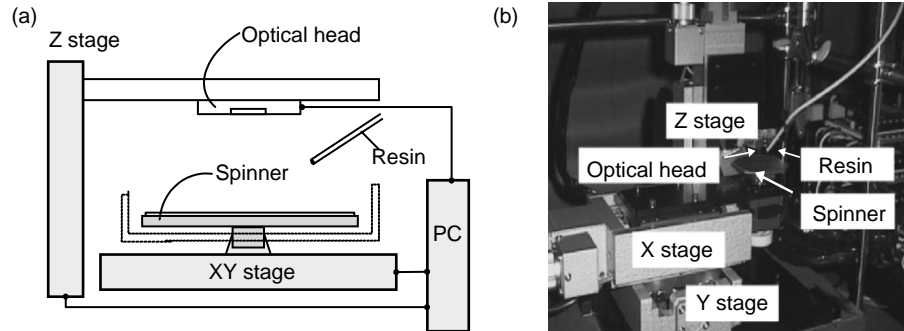 (a)
Z stage
Optical head
Resin
Spinner
PC
XY stage
(b)
Z stage
Optical head
Resin
Spinner
X stage
Y stage